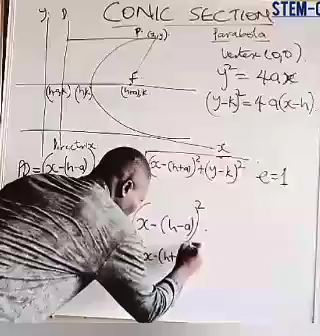 STEM-
CONIC SECTION
Parabola
P(x,y)
Vertex (0,0).
y² = 4ax
F
(h-a,k)
(h,k)
(h+a),k
(y-k)² = 4a(x-h)
x
Directrix
PD = (x-(h-a)
√(x-(h+a))² + (y-k)²
e=1
(x-(h-a))².
x-(h+